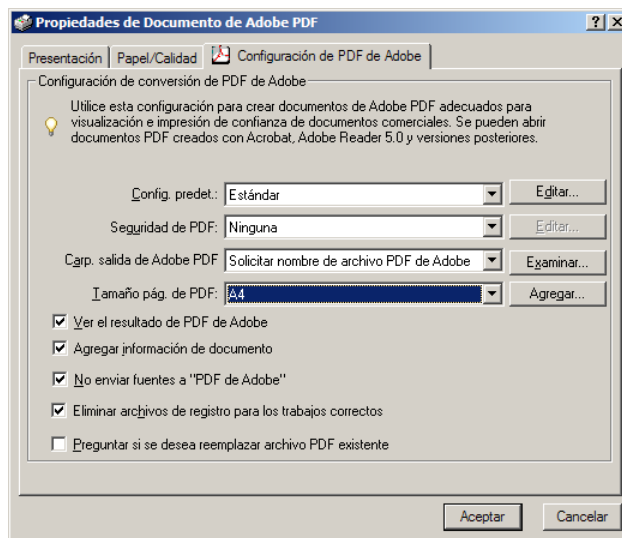 Propiedades de Documento de Adobe PDF
Presentación
Papel/Calidad
Configuración de PDF de Adobe
Configuración de conversión de PDF de Adobe
Utilice esta configuración para crear documentos de Adobe PDF adecuados para
visualización e impresión de confianza de documentos comerciales. Se pueden abrir
documentos PDF creados con Acrobat, Adobe Reader 5.0 y versiones posteriores.
Config. predet.: Estándar Editar...
Seguridad de PDF: Ninguna Editar...
Carp. salida de Adobe PDF Solicitar nombre de archivo PDF de Adobe Examinar...
Tamaño pág. de PDF: A4 Agregar...
Ver el resultado de PDF de Adobe
Agregar información de documento
No enviar fuentes a "PDF de Adobe"
Eliminar archivos de registro para los trabajos correctos
Preguntar si se desea reemplazar archivo PDF existente
Aceptar Cancelar